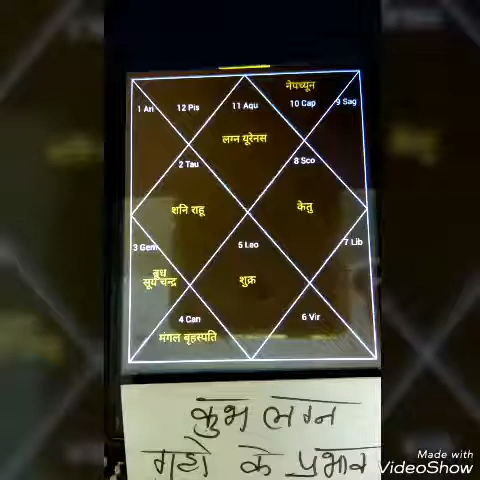 नेपच्यून
1 Ari
12 Pis
11 Aqu
10 Cap
9 Sag
लग्न यूरेनस
2 Tau
8 Sco
शनि राहू
केतु
3 Gem
5 Leo
7 Lib
बुध
सूर्य चन्द्र
शुक्र
4 Can
6 Vir
मंगल बृहस्पति
कुभ लग्न
ग्रहो के प्रभाव
Made with
VideoShow